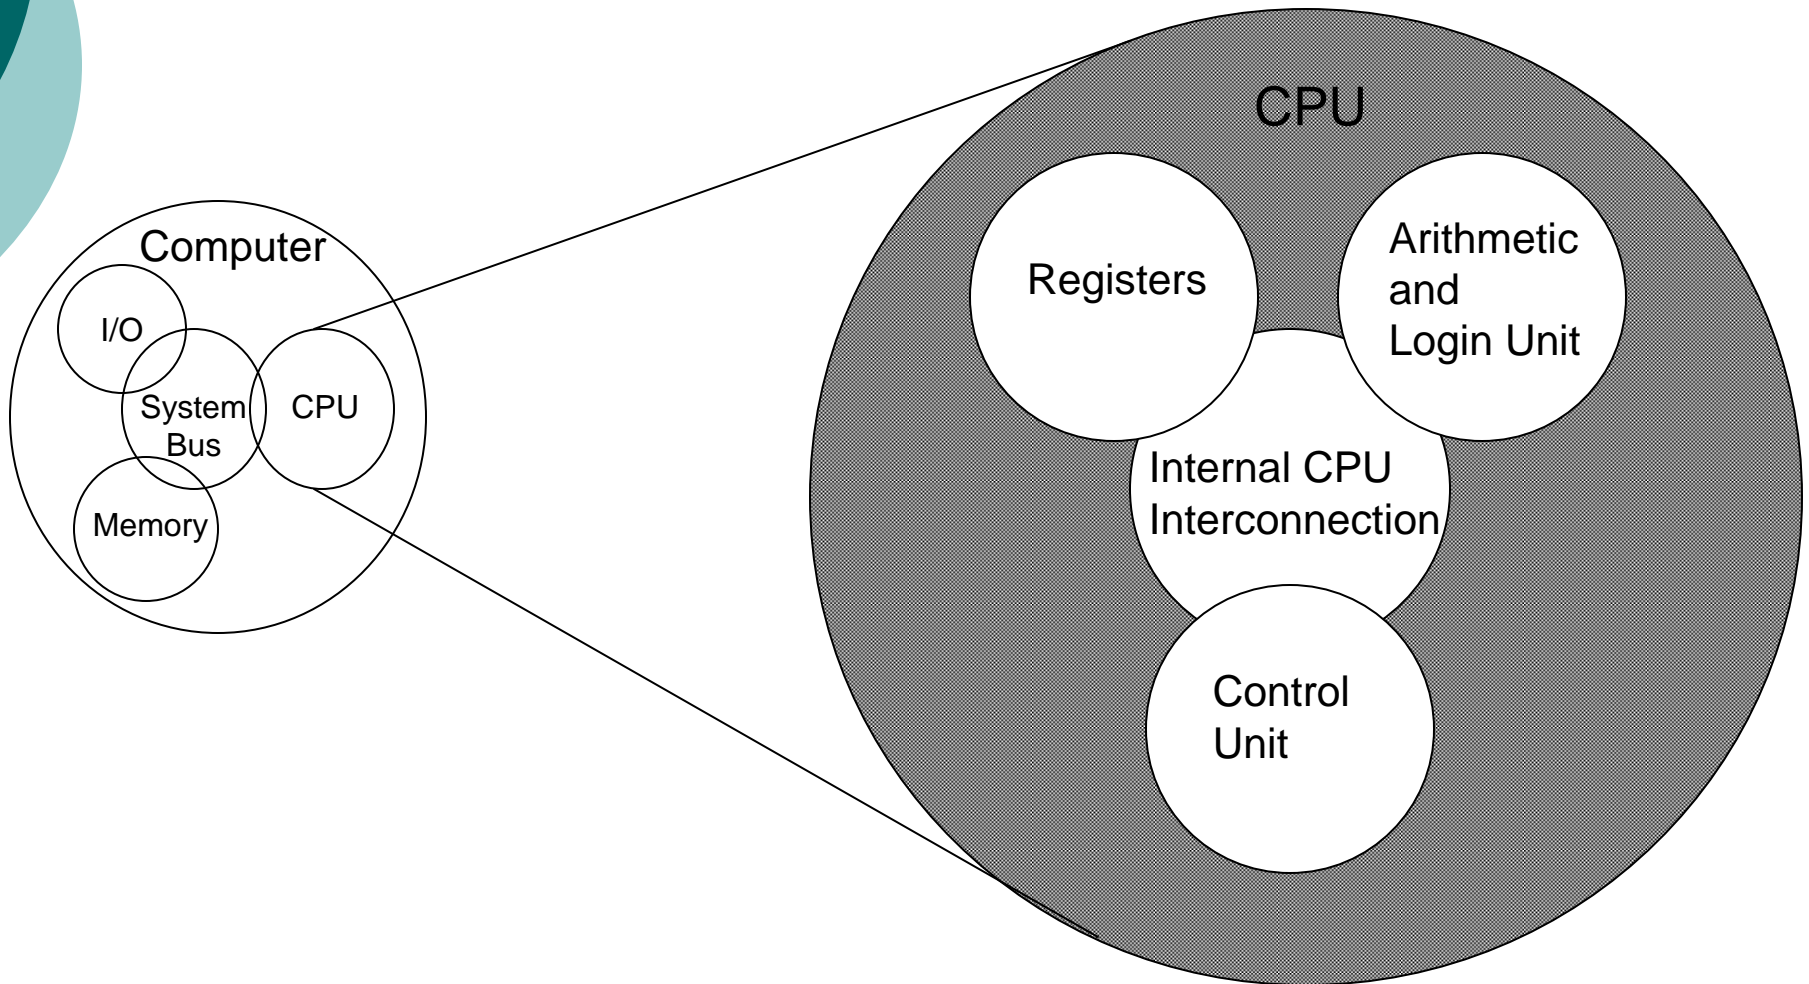 Computer
I/O
System
Bus
CPU
Memory
CPU
Registers
Arithmetic
and
Login Unit
Internal CPU
Interconnection
Control
Unit